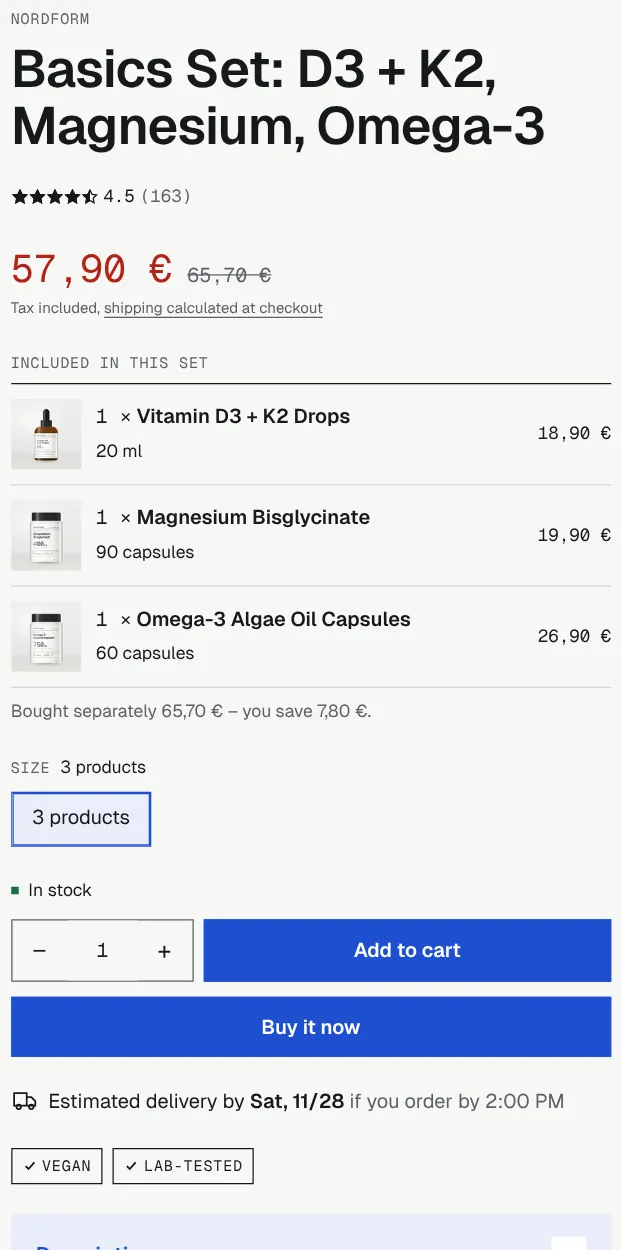 NORDFORM
Basics Set: D3 + K2,
Magnesium, Omega-3
4.5 (163)
57,90 € 65,70 €
Tax included, shipping calculated at checkout
INCLUDED IN THIS SET
1 × Vitamin D3 + K2 Drops
20 ml
18,90 €
1 × Magnesium Bisglycinate
90 capsules
19,90 €
1 × Omega-3 Algae Oil Capsules
60 capsules
26,90 €
Bought separately 65,70 € – you save 7,80 €.
SIZE 3 products
3 products
In stock
− 1 +
Add to cart
Buy it now
Estimated delivery by Sat, 11/28 if you order by 2:00 PM
VEGAN
LAB-TESTED